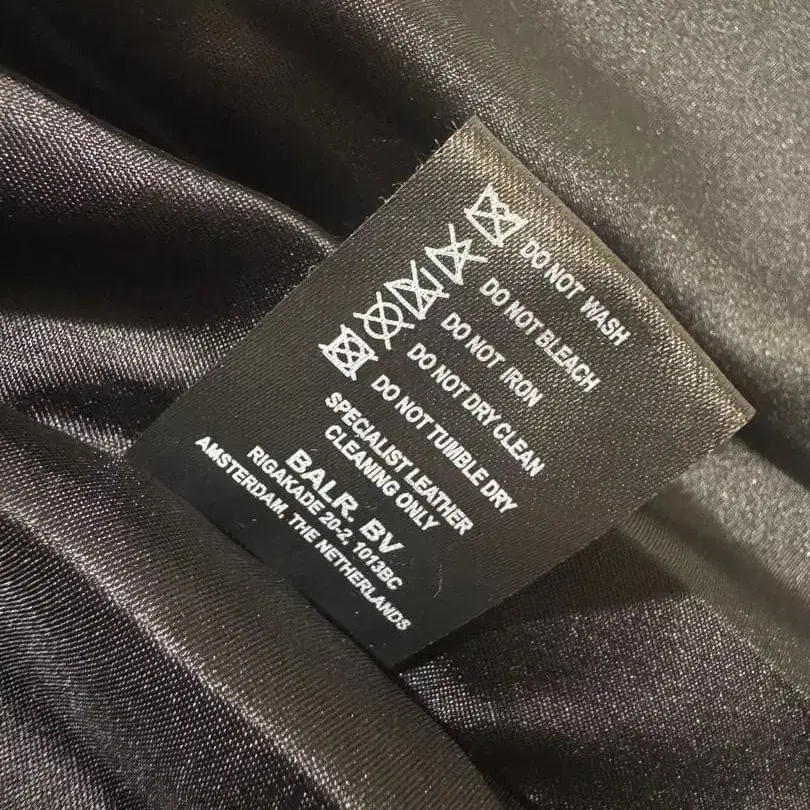 DO NOT WASH
DO NOT BLEACH
DO NOT IRON
DO NOT DRY CLEAN
DO NOT TUMBLE DRY
SPECIALIST LEATHER
CLEANING ONLY
BALR. BV
RIGAKADE 20-2, 1013BC
AMSTERDAM, THE NETHERLANDS